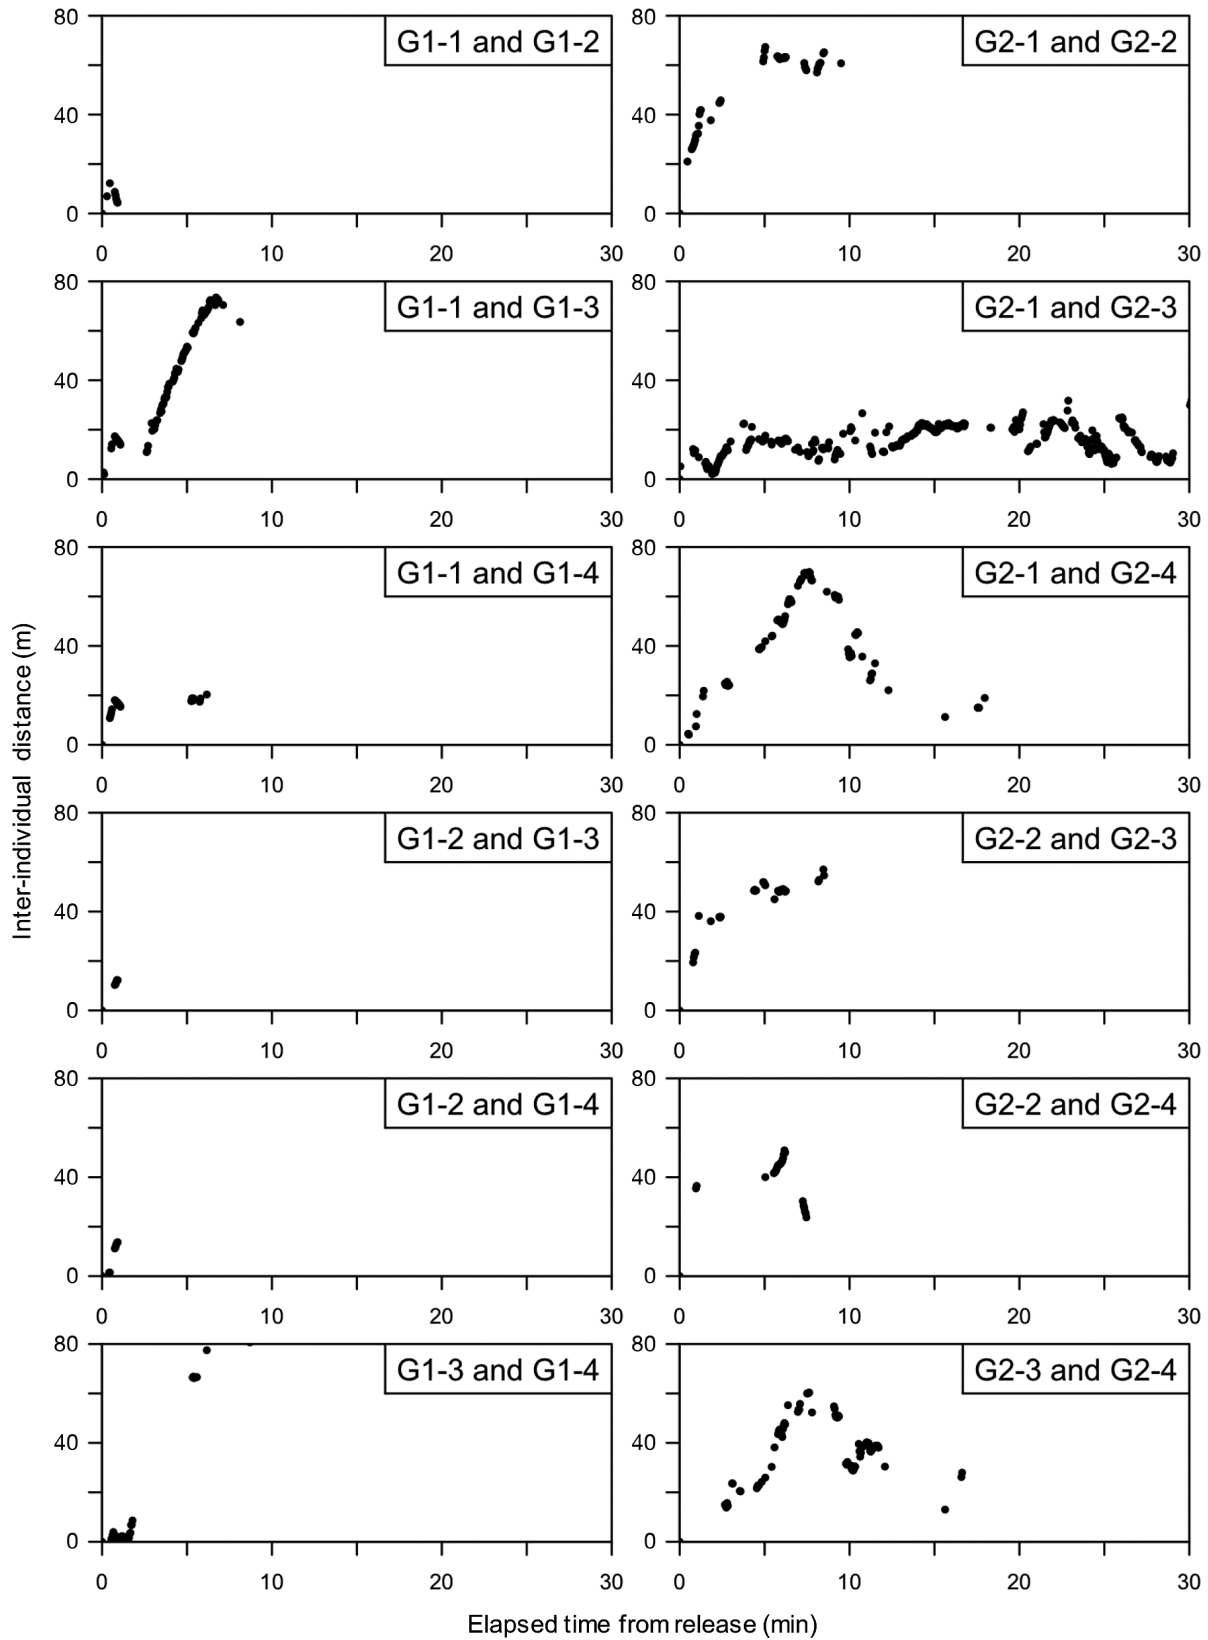 80
40
0
G1-1 and G1-2
0 10 20 30
80
40
0
G2-1 and G2-2
0 10 20 30
80
40
0
G1-1 and G1-3
0 10 20 30
80
40
0
G2-1 and G2-3
0 10 20 30
80
40
0
G1-1 and G1-4
0 10 20 30
80
40
0
G2-1 and G2-4
0 10 20 30
80
40
0
G1-2 and G1-3
0 10 20 30
80
40
0
G2-2 and G2-3
0 10 20 30
80
40
0
G1-2 and G1-4
0 10 20 30
80
40
0
G2-2 and G2-4
0 10 20 30
80
40
0
G1-3 and G1-4
0 10 20 30
80
40
0
G2-3 and G2-4
0 10 20 30
Inter-individual distance (m)
Elapsed time from release (min)